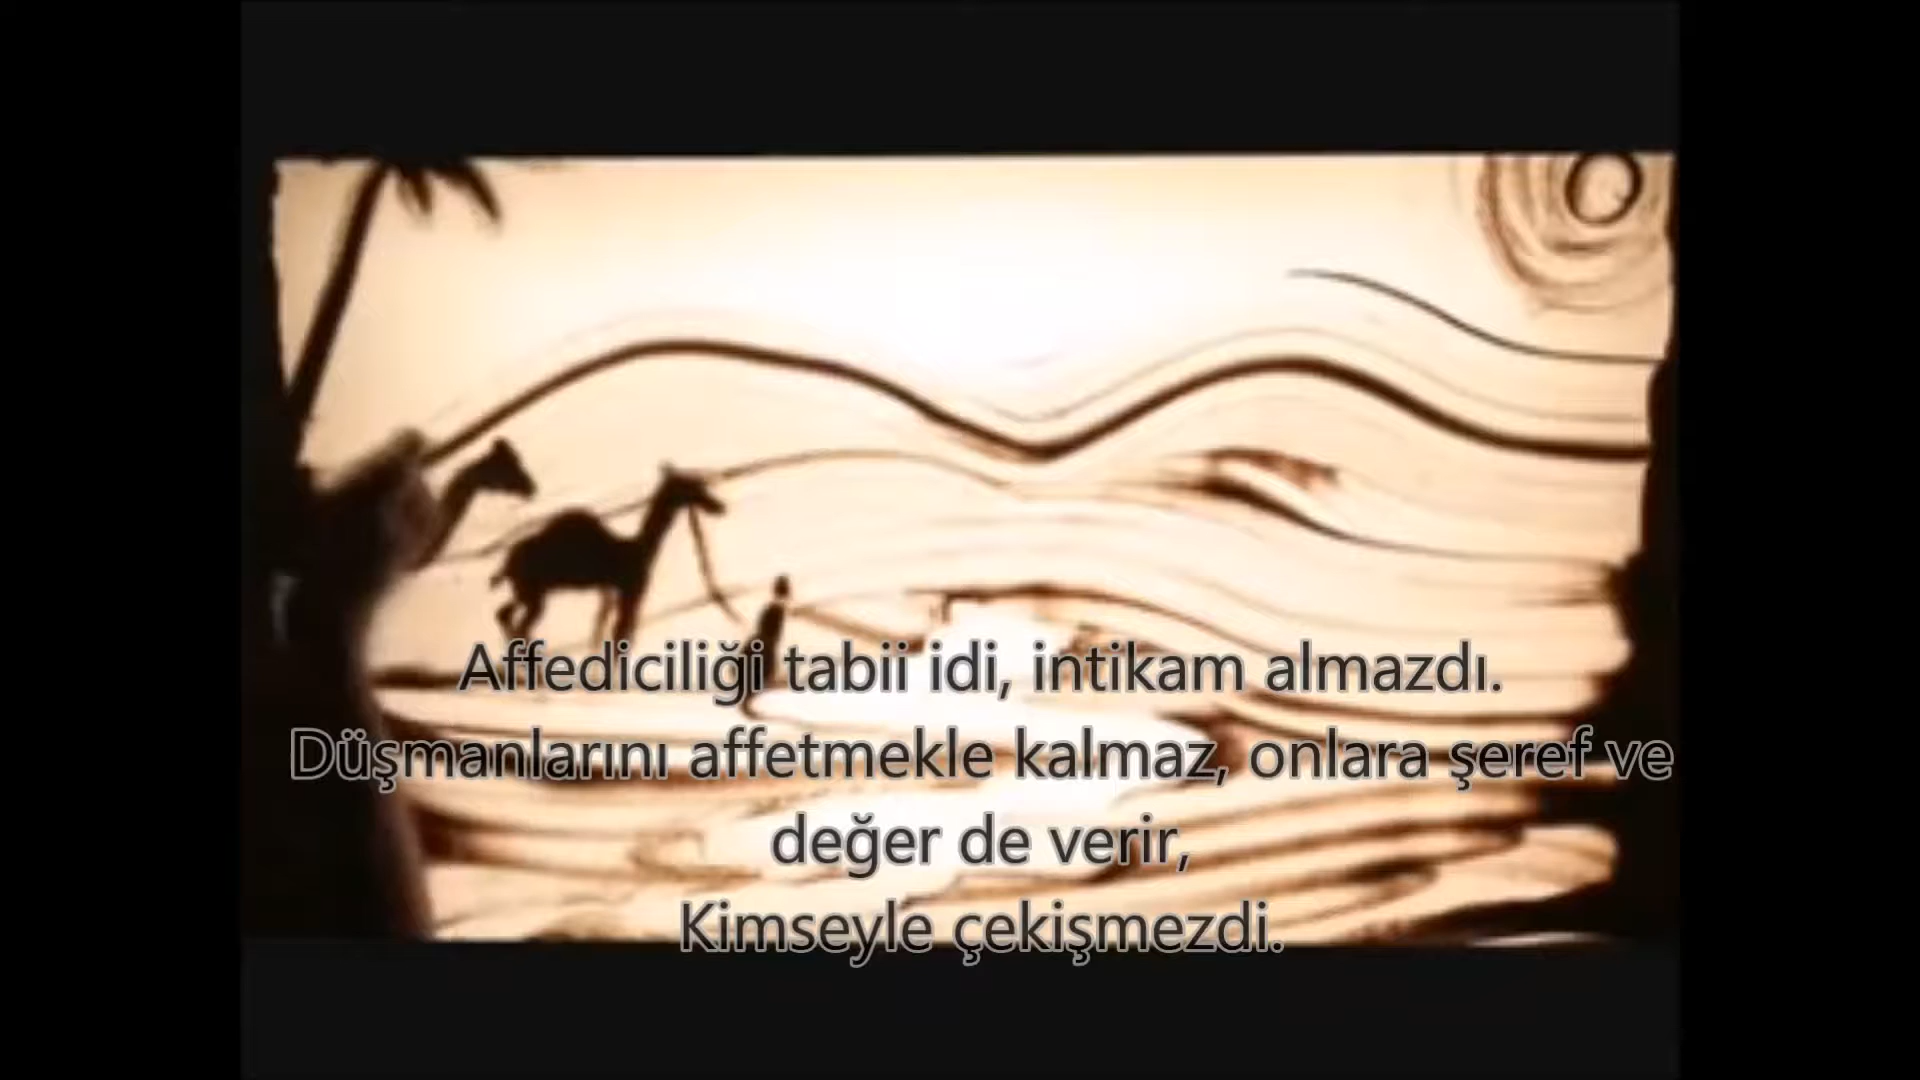 Affediciliği tabii idi, intikam almazdı.
Düşmanlarını affetmekle kalmaz, onlara şeref ve
değer de verir,
Kimseyle çekişmezdi.